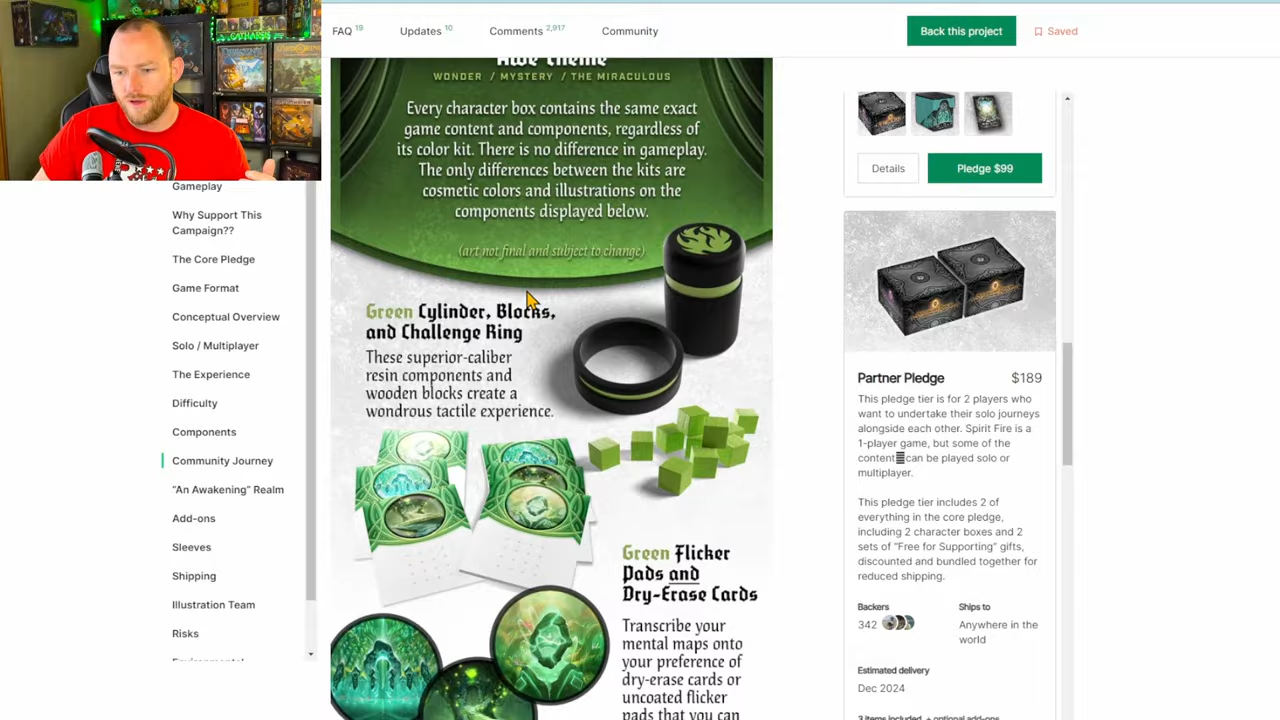 CATHARSIS
FAQ 19
Updates 10
Comments 2,917
Community
Back this project
Saved
Gameplay
Why Support This
Campaign??
The Core Pledge
Game Format
Conceptual Overview
Solo / Multiplayer
The Experience
Difficulty
Components
Community Journey
"An Awakening" Realm
Add-ons
Sleeves
Shipping
Illustration Team
Risks
Environmental
Awe Theme
WONDER / MYSTERY / THE MIRACULOUS
Every character box contains the same exact
game content and components, regardless of
its color kit. There is no difference in gameplay.
The only differences between the kits are
cosmetic colors and illustrations on the
components displayed below.
(art not final and subject to change)
Green Cylinder, Blocks,
and Challenge Ring
These superior-caliber
resin components and
wooden blocks create a
wondrous tactile experience.
Green Flicker
Pads and
Dry-Erase Cards
Transcribe your
mental maps onto
your preference of
dry-erase cards or
uncoated flicker
pads that you can
Details
Pledge $99
Partner Pledge
$189
This pledge tier is for 2 players who
want to undertake their solo journeys
alongside each other. Spirit Fire is a
1-player game, but some of the
content can be played solo or
multiplayer.
This pledge tier includes 2 of
everything in the core pledge,
including 2 character boxes and 2
sets of "Free for Supporting" gifts,
discounted and bundled together for
reduced shipping.
Backers
342
Ships to
Anywhere in the
world
Estimated delivery
Dec 2024
3 items included + optional add-ons